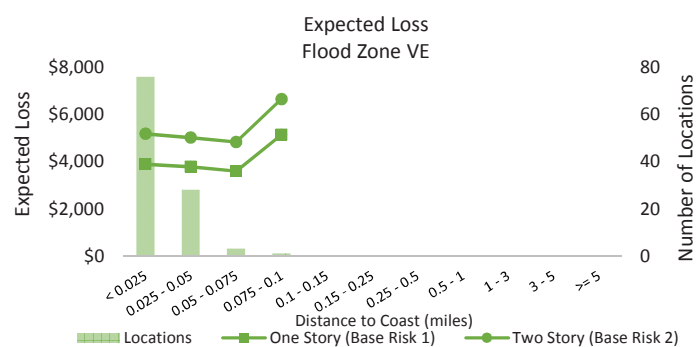 Expected Loss
Flood Zone VE
Expected Loss
$8,000
$6,000
$4,000
$2,000
$0
80
60
40
20
0
Number of Locations
< 0.025
0.025 - 0.05
0.05 - 0.075
0.075 - 0.1
0.1 - 0.15
0.15 - 0.25
0.25 - 0.5
0.5 - 1
1 - 3
3 - 5
>= 5
Distance to Coast (miles)
Locations
One Story (Base Risk 1)
Two Story (Base Risk 2)